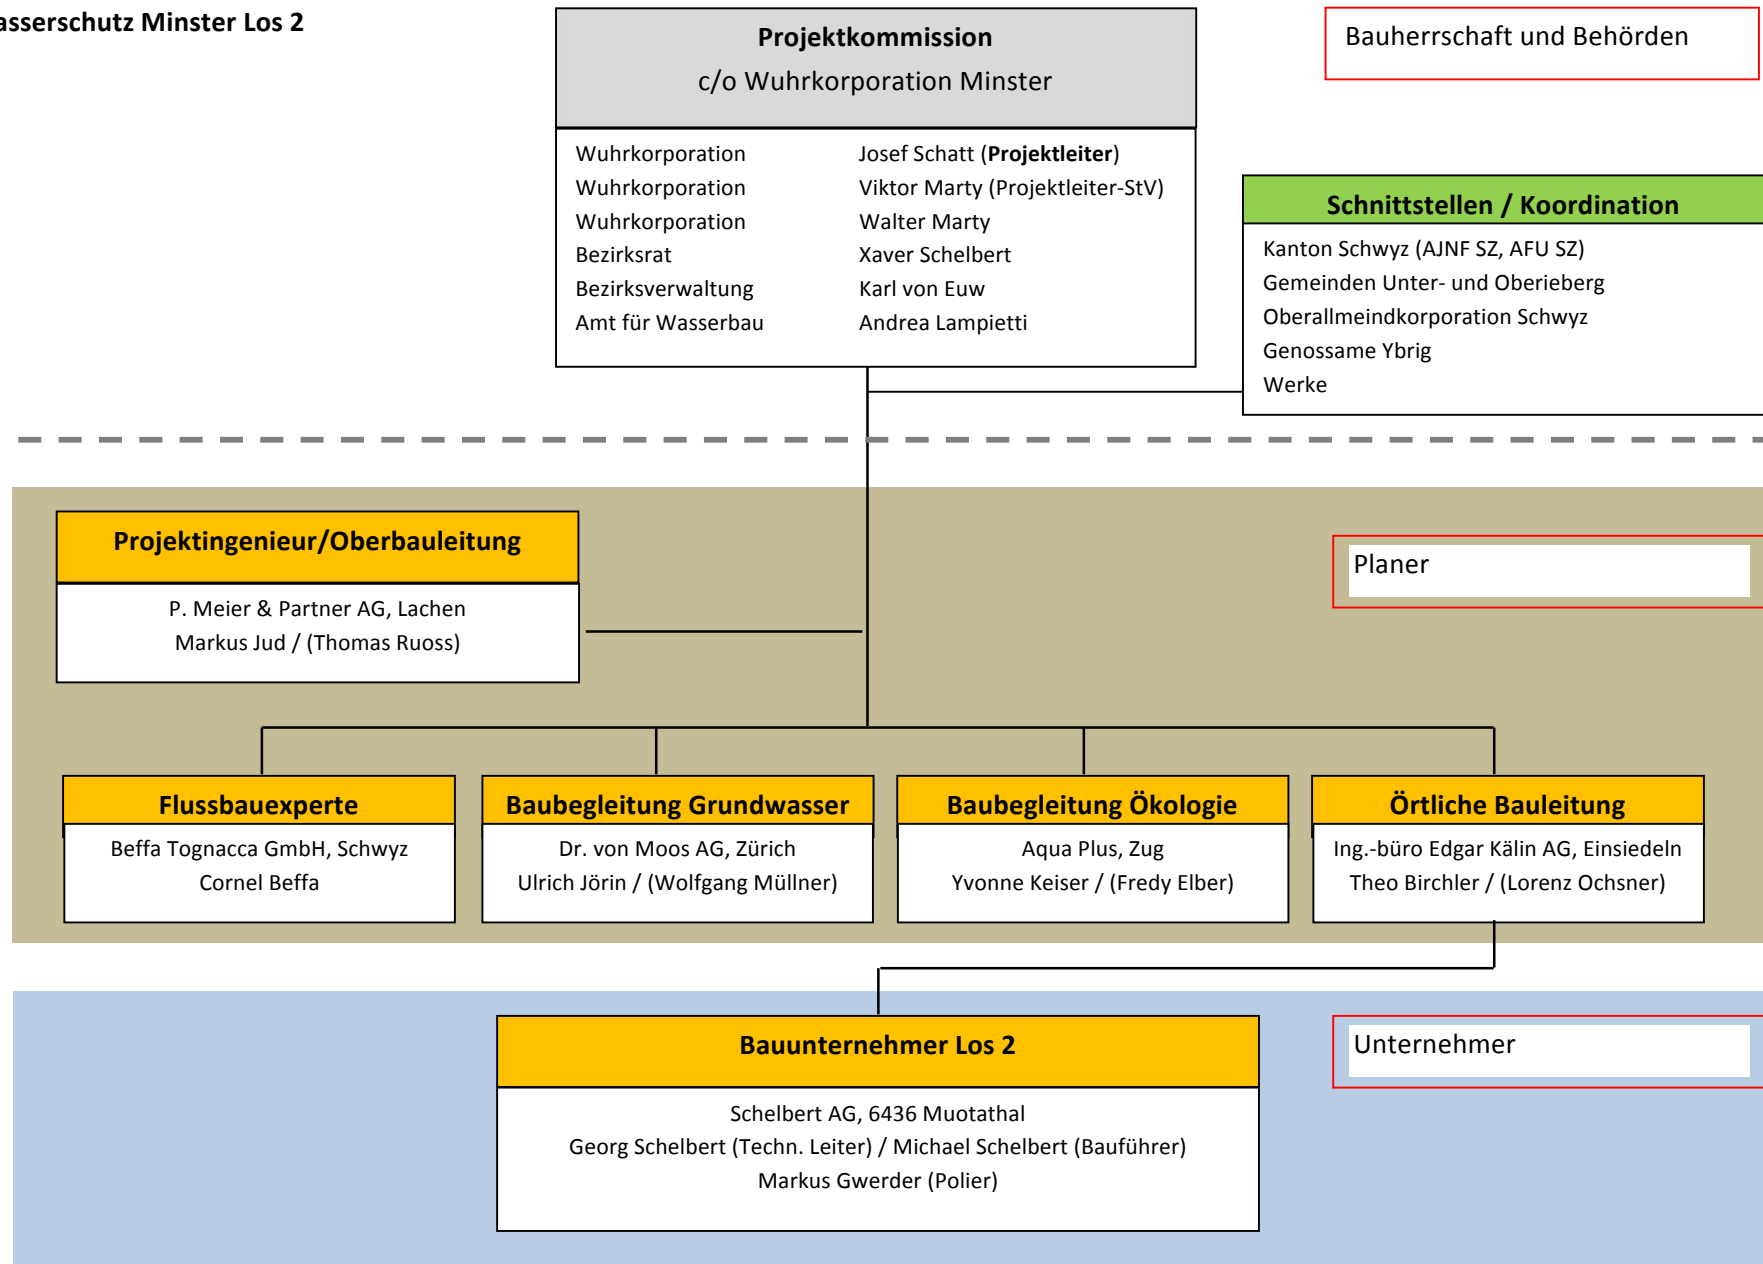 asserschutz Minster Los 2
Projektkommission
c/o Wuhrkorporation Minster
Bauherrschaft und Behörden
Wuhrkorporation Josef Schatt (Projektleiter)
Wuhrkorporation Viktor Marty (Projektleiter-StV)
Wuhrkorporation Walter Marty
Bezirksrat Xaver Schelbert
Bezirksverwaltung Karl von Euw
Amt für Wasserbau Andrea Lampietti
Schnittstellen / Koordination
Kanton Schwyz (AJNF SZ, AFU SZ)
Gemeinden Unter- und Oberieberg
Oberallmeindkorporation Schwyz
Genossame Ybrig
Werke
Projektingenieur/Oberbauleitung
P. Meier & Partner AG, Lachen
Markus Jud / (Thomas Ruoss)
Planer
Flussbauexperte
Beffa Tognacca GmbH, Schwyz
Cornel Beffa
Baubegleitung Grundwasser
Dr. von Moos AG, Zürich
Ulrich Jörin / (Wolfgang Müllner)
Baubegleitung Ökologie
Aqua Plus, Zug
Yvonne Keiser / (Fredy Elber)
Örtliche Bauleitung
Ing.-büro Edgar Kälin AG, Einsiedeln
Theo Birchler / (Lorenz Ochsner)
Bauunternehmer Los 2
Schelbert AG, 6436 Muotathal
Georg Schelbert (Techn. Leiter) / Michael Schelbert (Bauführer)
Markus Gwerder (Polier)
Unternehmer